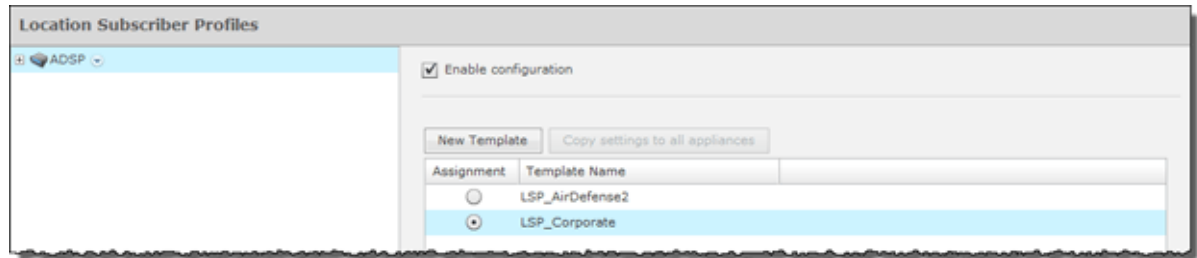 Location Subscriber Profiles
ADSP
Enable configuration
New Template Copy settings to all appliances
Assignment Template Name
LSP_AirDefense2
LSP_Corporate